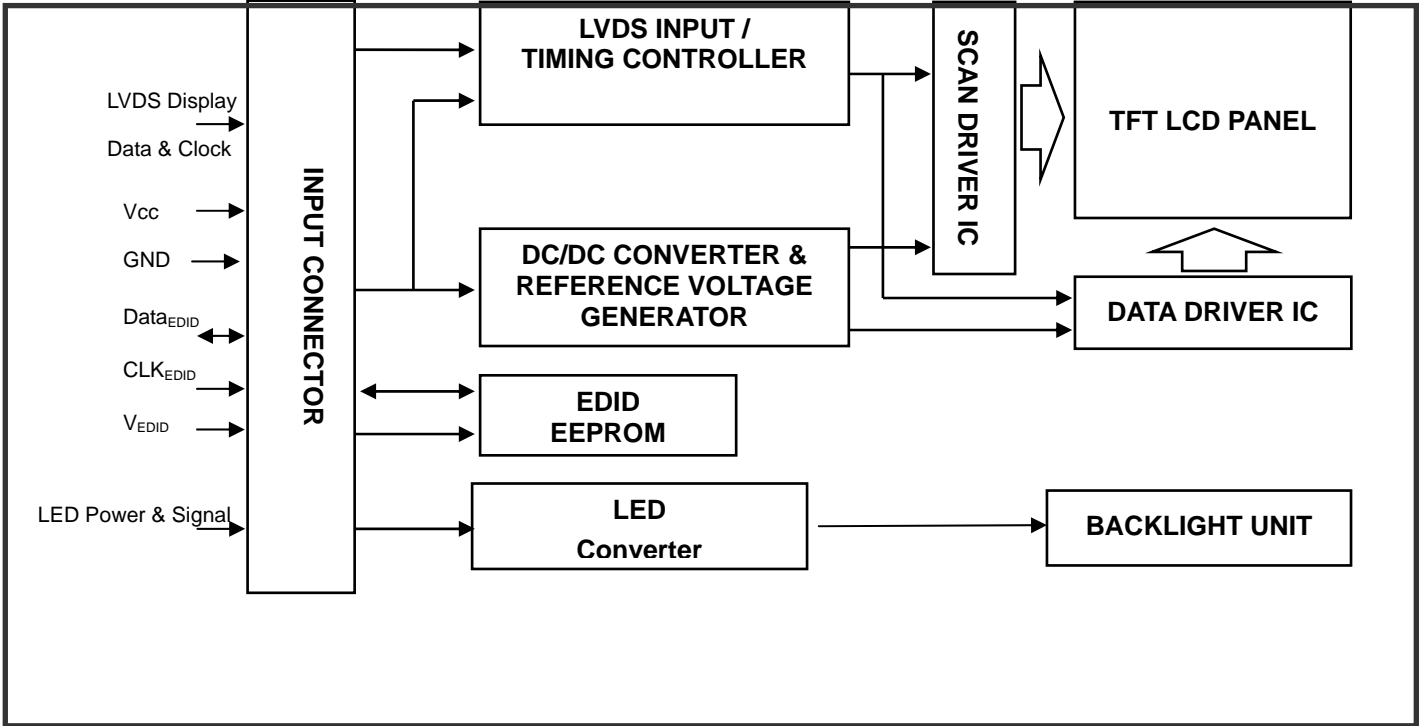 LVDS Display
Data & Clock
Vcc
GND
DataEDID
CLKEDID
VEDID
LED Power & Signal
INPUT CONNECTOR
LVDS INPUT /
TIMING CONTROLLER
DC/DC CONVERTER &
REFERENCE VOLTAGE
GENERATOR
EDID
EEPROM
LED
Converter
SCAN DRIVER IC
TFT LCD PANEL
DATA DRIVER IC
BACKLIGHT UNIT